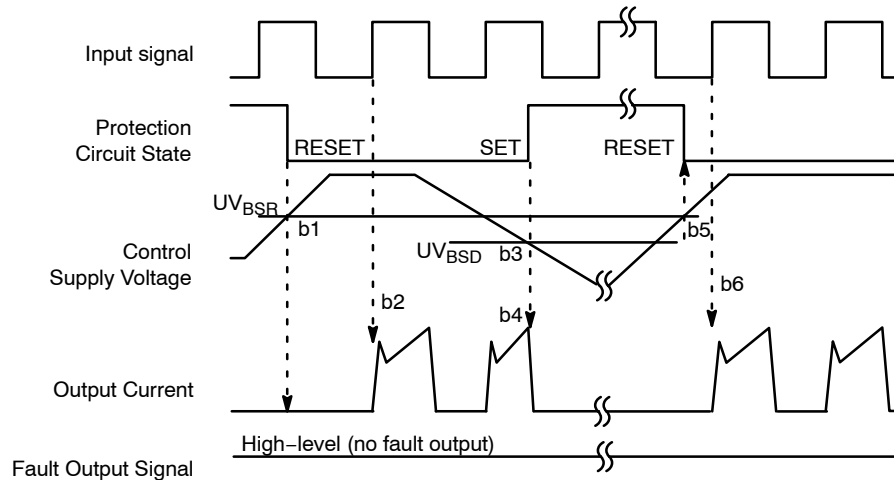 Input signal
Protection
Circuit State
RESET
SET
RESET
UVBSR
b1
b5
UVBSD
b3
Control
Supply Voltage
b2
b4
b6
Output Current
High−level (no fault output)
Fault Output Signal